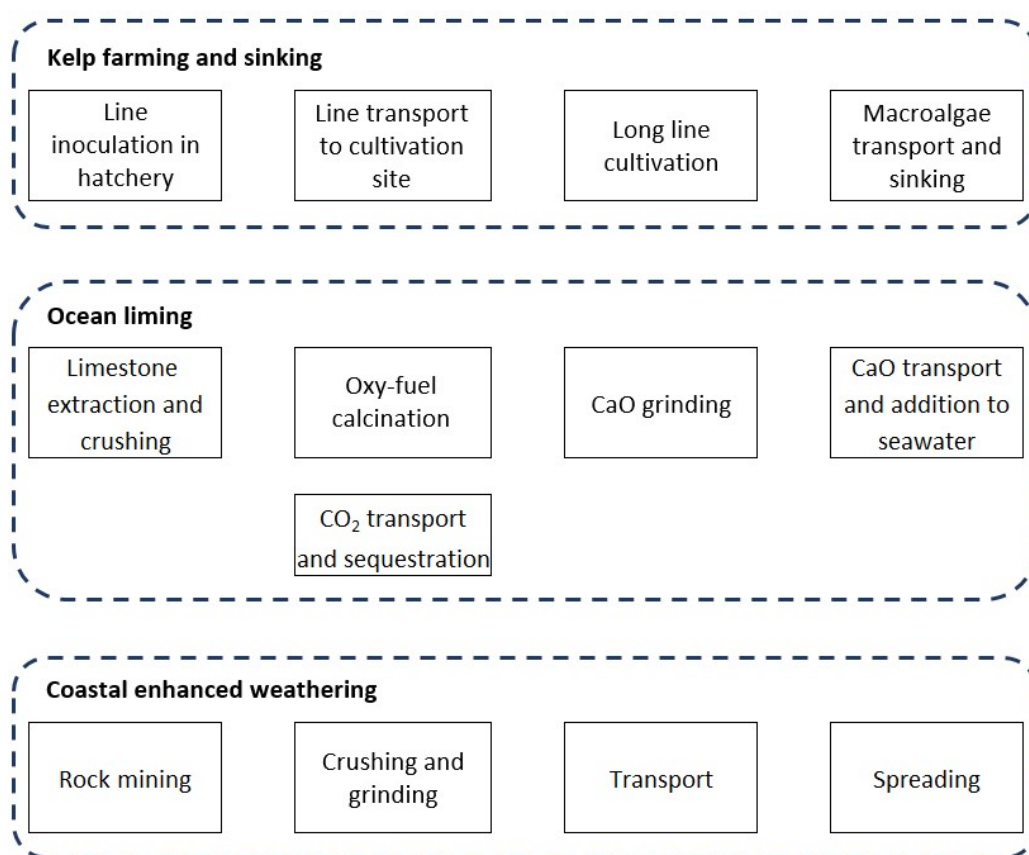 Kelp farming and sinking
Line
inoculation in
hatchery
Line transport
to cultivation
site
Long line
cultivation
Macroalgae
transport and
sinking
Ocean liming
Limestone
extraction and
crushing
Oxy-fuel
calcination
CaO grinding
CaO transport
and addition to
seawater
CO₂ transport
and sequestration
Coastal enhanced weathering
Rock mining
Crushing and
grinding
Transport
Spreading